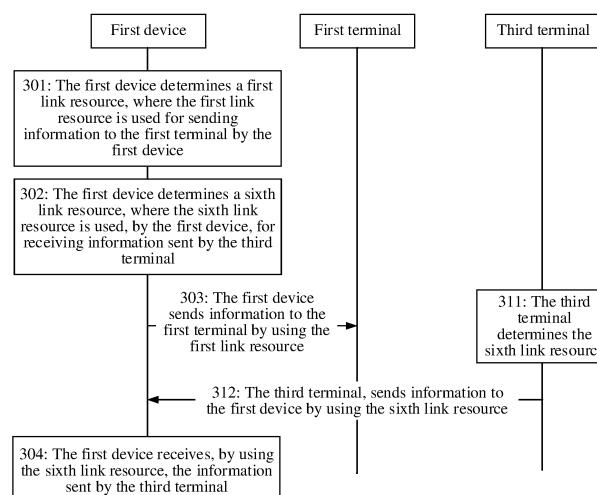 First device
First terminal
Third terminal
301: The first device determines a first
link resource, where the first link
resource is used for sending
information to the first terminal by the
first device
302: The first device determines a sixth
link resource, where the sixth link
resource is used, by the first device, for
receiving information sent by the third
terminal
303: The first device
sends information to the
first terminal by using the
first link resource
311: The third
terminal
determines the
sixth link resource
312: The third terminal, sends information to
the first device by using the sixth link resource
304: The first device receives, by using
the sixth link resource, the information
sent by the third terminal